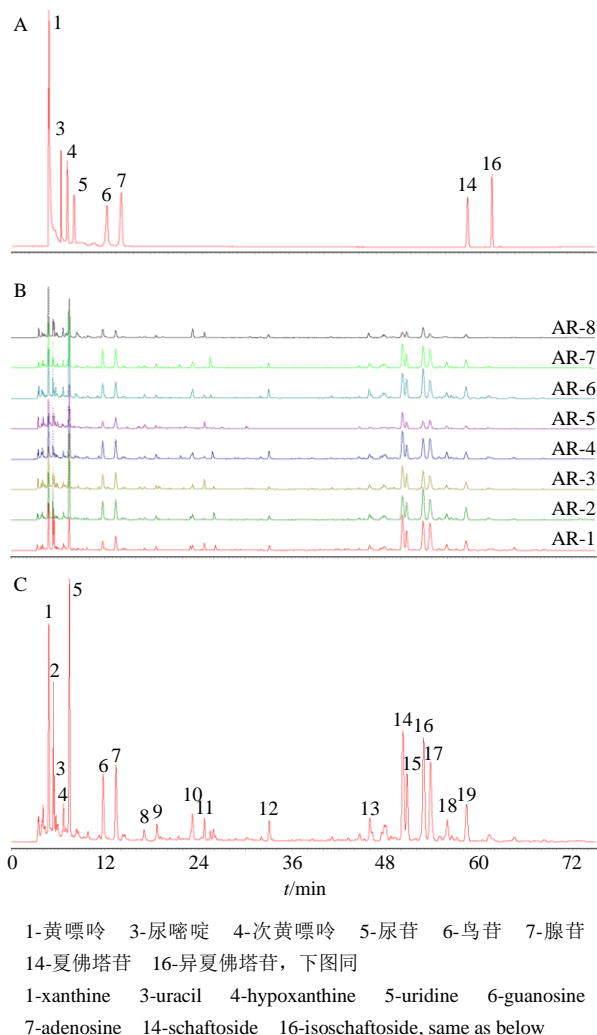 A
1
3
4
5
6
7
14
16
B
AR-8
AR-7
AR-6
AR-5
AR-4
AR-3
AR-2
AR-1
C
1
2
3
4
5
6
7
8
9
10
11
12
13
14
15
16
17
18
19
0 12 24 36 48 60 72
t/min
1-黄嘌呤 3-尿嘧啶 4-次黄嘌呤 5-尿苷 6-鸟苷 7-腺苷
14-夏佛塔苷 16-异夏佛塔苷，下图同
1-xanthine 3-uracil 4-hypoxanthine 5-uridine 6-guanosine
7-adenosine 14-schaftoside 16-isoschaftoside, same as below